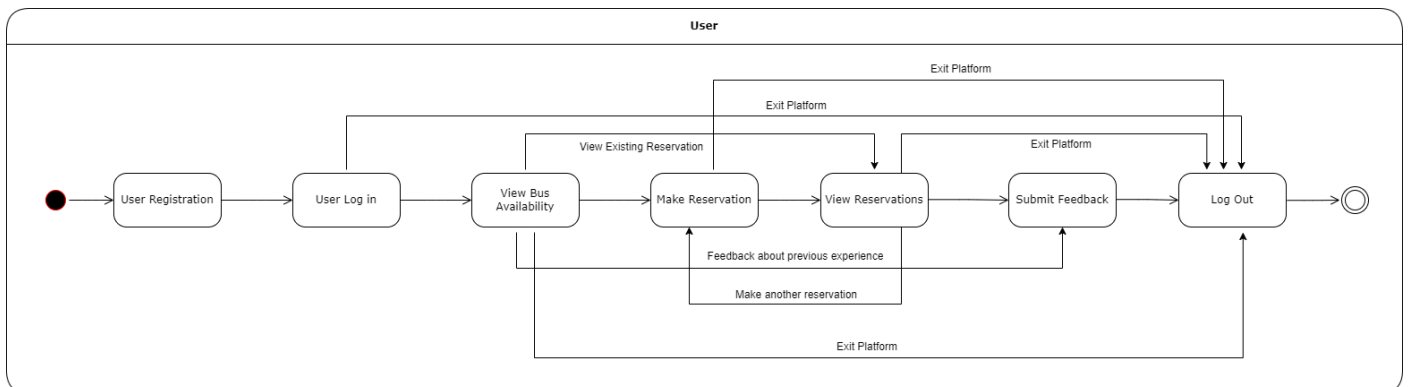 User
Exit Platform
Exit Platform
View Existing Reservation
Exit Platform
User Registration
User Log in
View Bus
Availability
Make Reservation
View Reservations
Submit Feedback
Log Out
Feedback about previous experience
Make another reservation
Exit Platform